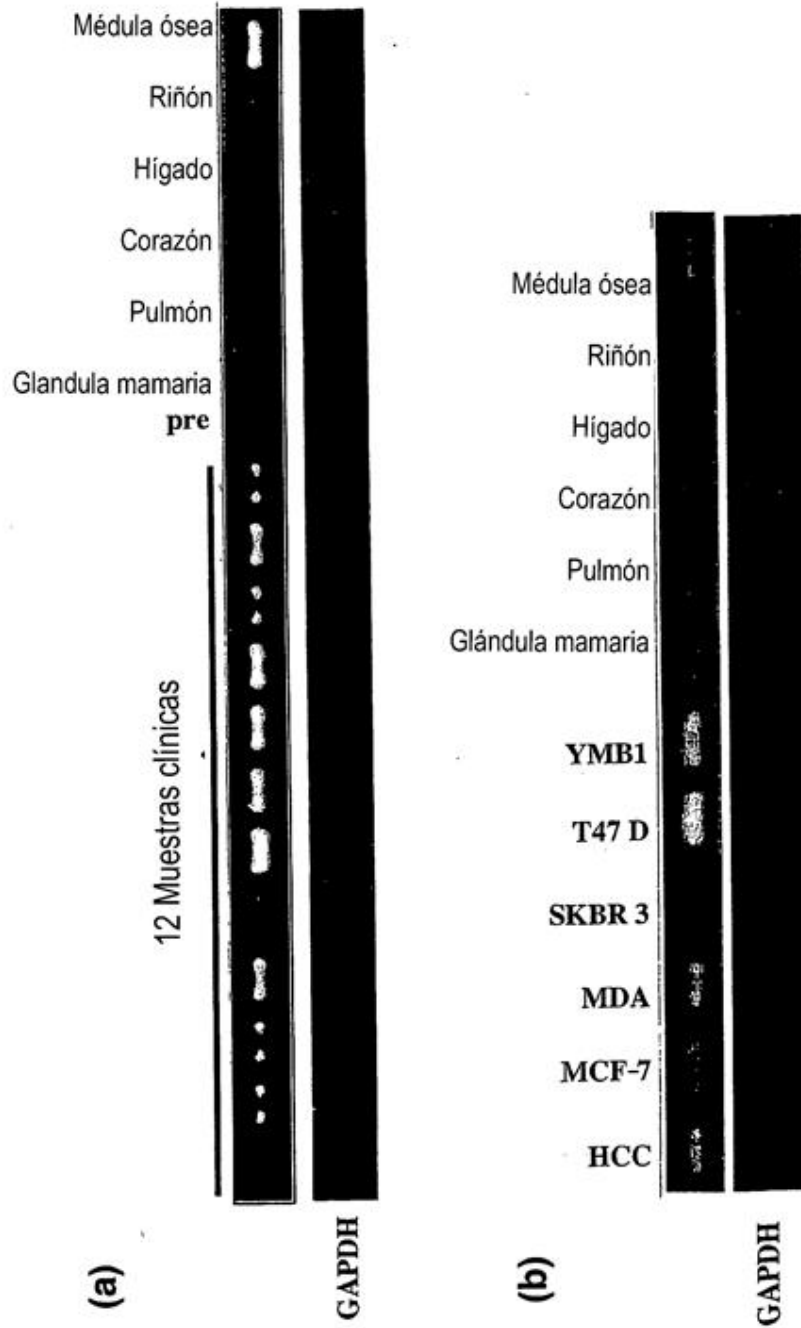 Médula ósea
Riñón
Hígado
Corazón
Pulmón
Glandula mamaria
pre
12 Muestras clínicas
(a)
GAPDH
Médula ósea
Riñón
Hígado
Corazón
Pulmón
Glándula mamaria
YMB1
T47 D
SKBR 3
MDA
MCF-7
HCC
(b)
GAPDH